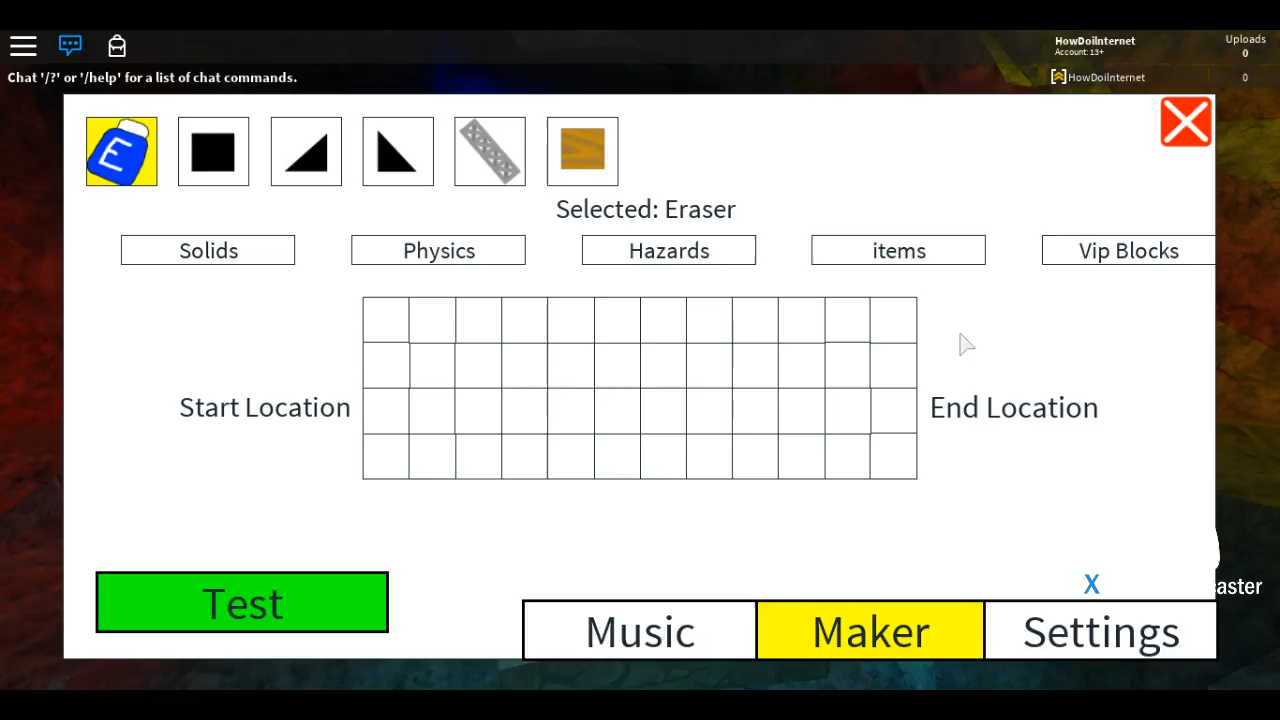 HowDoiInternet
Account: 13+
Uploads
0
Chat '/?' or '/help' for a list of chat commands.
HowDoiInternet
0
E
Selected: Eraser
Solids
Physics
Hazards
items
Vip Blocks
Start Location
End Location
X
aster
Test
Music
Maker
Settings